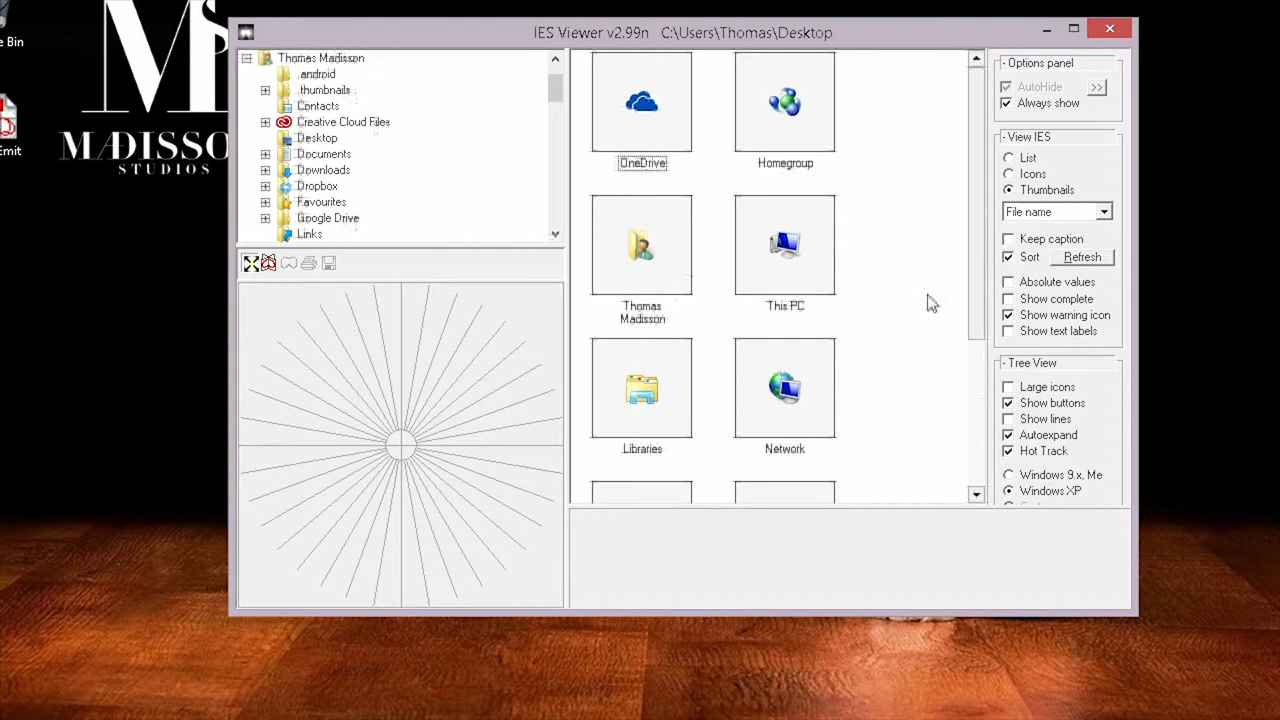 e Bin
Emit
MS
MADISSO
STUDIOS
IES Viewer v2.99n C:\Users\Thomas\Desktop
Thomas Madisson
.android
.thumbnails
Contacts
Creative Cloud Files
Desktop
Documents
Downloads
Dropbox
Favourites
Google Drive
Links
OneDrive
Homegroup
Thomas
Madisson
This PC
Libraries
Network
- Options panel
AutoHide
>>
Always show
- View IES
List
Icons
Thumbnails
File name
Keep caption
Sort
Refresh
Absolute values
Show complete
Show warning icon
Show text labels
- Tree View
Large icons
Show buttons
Show lines
Autoexpand
Hot Track
Windows 9.x, Me
Windows XP